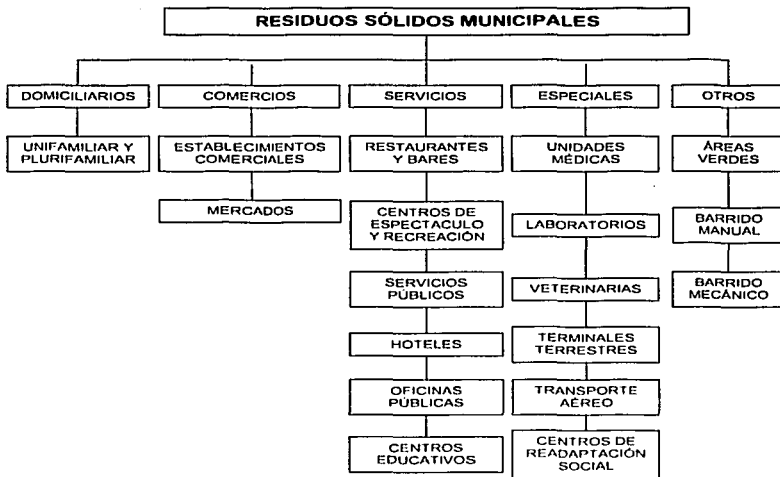 RESIDUOS SÓLIDOS MUNICIPALES
DOMICILIARIOS
COMERCIOS
SERVICIOS
ESPECIALES
OTROS
UNIFAMILIAR Y
PLURIFAMILIAR
ESTABLECIMIENTOS
COMERCIALES
MERCADOS
RESTAURANTES
Y BARES
CENTROS DE
ESPECTACULO
Y RECREACIÓN
SERVICIOS
PÚBLICOS
HOTELES
OFICINAS
PÚBLICAS
CENTROS
EDUCATIVOS
UNIDADES
MÉDICAS
LABORATORIOS
VETERINARIAS
TERMINALES
TERRESTRES
TRANSPORTE
AÉREO
CENTROS DE
READAPTACIÓN
SOCIAL
ÁREAS
VERDES
BARRIDO
MANUAL
BARRIDO
MECÁNICO